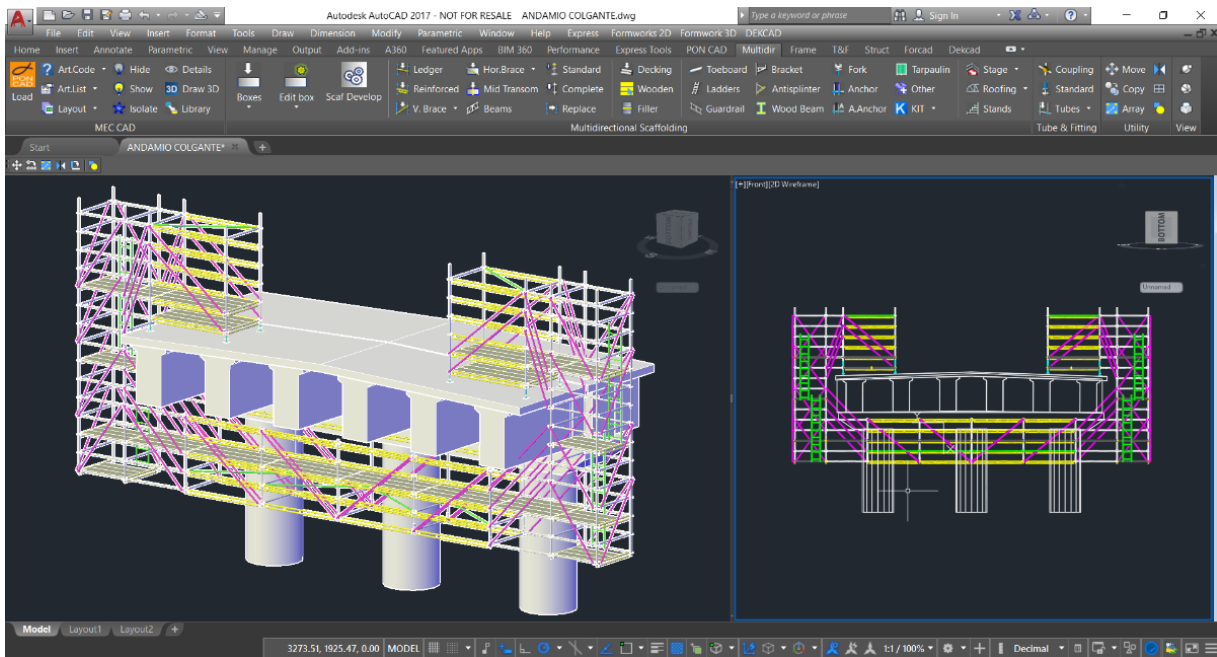 Autodesk AutoCAD 2017 - NOT FOR RESALE ANDAMIO COLGANTE.dwg
Type a keyword or phrase
Sign In
File Edit View Insert Format Tools Draw Dimension Modify Parametric Window Help Express Formworks 2D Formwork 3D DEKCAD
Home Insert Annotate Parametric View Manage Output Add-ins A360 Featured Apps BIM 360 Performance Express Tools PON CAD Multidir Frame T&F Struct Forcad Dekcad
PON CAD
Art.Code Hide Details Ledger Hor.Brace Standard Decking Toeboard Bracket Fork Tarpaulin Stage Coupling Move
Load Art.List Show 3D Draw 3D Boxes Edit box Scaf Develop Reinforced Mid Transom Complete Wooden Ladders Antisplinter Anchor Other Roofing Standard Copy
Layout Isolate Library V. Brace Beams Replace Filler Guardrail Wood Beam A.Anchor KIT Stands Tubes Array
MEC CAD Multidirectional Scaffolding Tube & Fitting Utility View
Start ANDAMIO COLGANTE*
[+][Front][2D Wireframe]
BOTTOM
Unnamed
Model Layout1 Layout2
3273.51, 1925.47, 0.00 MODEL 1:1 / 100% Decimal